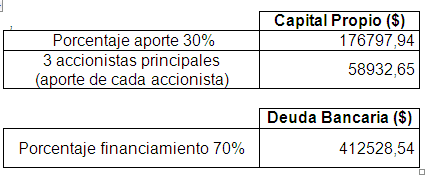 Capital Propio ($)
Porcentaje aporte 30% 176797,94
3 accionistas principales
(aporte de cada accionista) 58932,65
Deuda Bancaria ($)
Porcentaje financiamiento 70% 412528,54